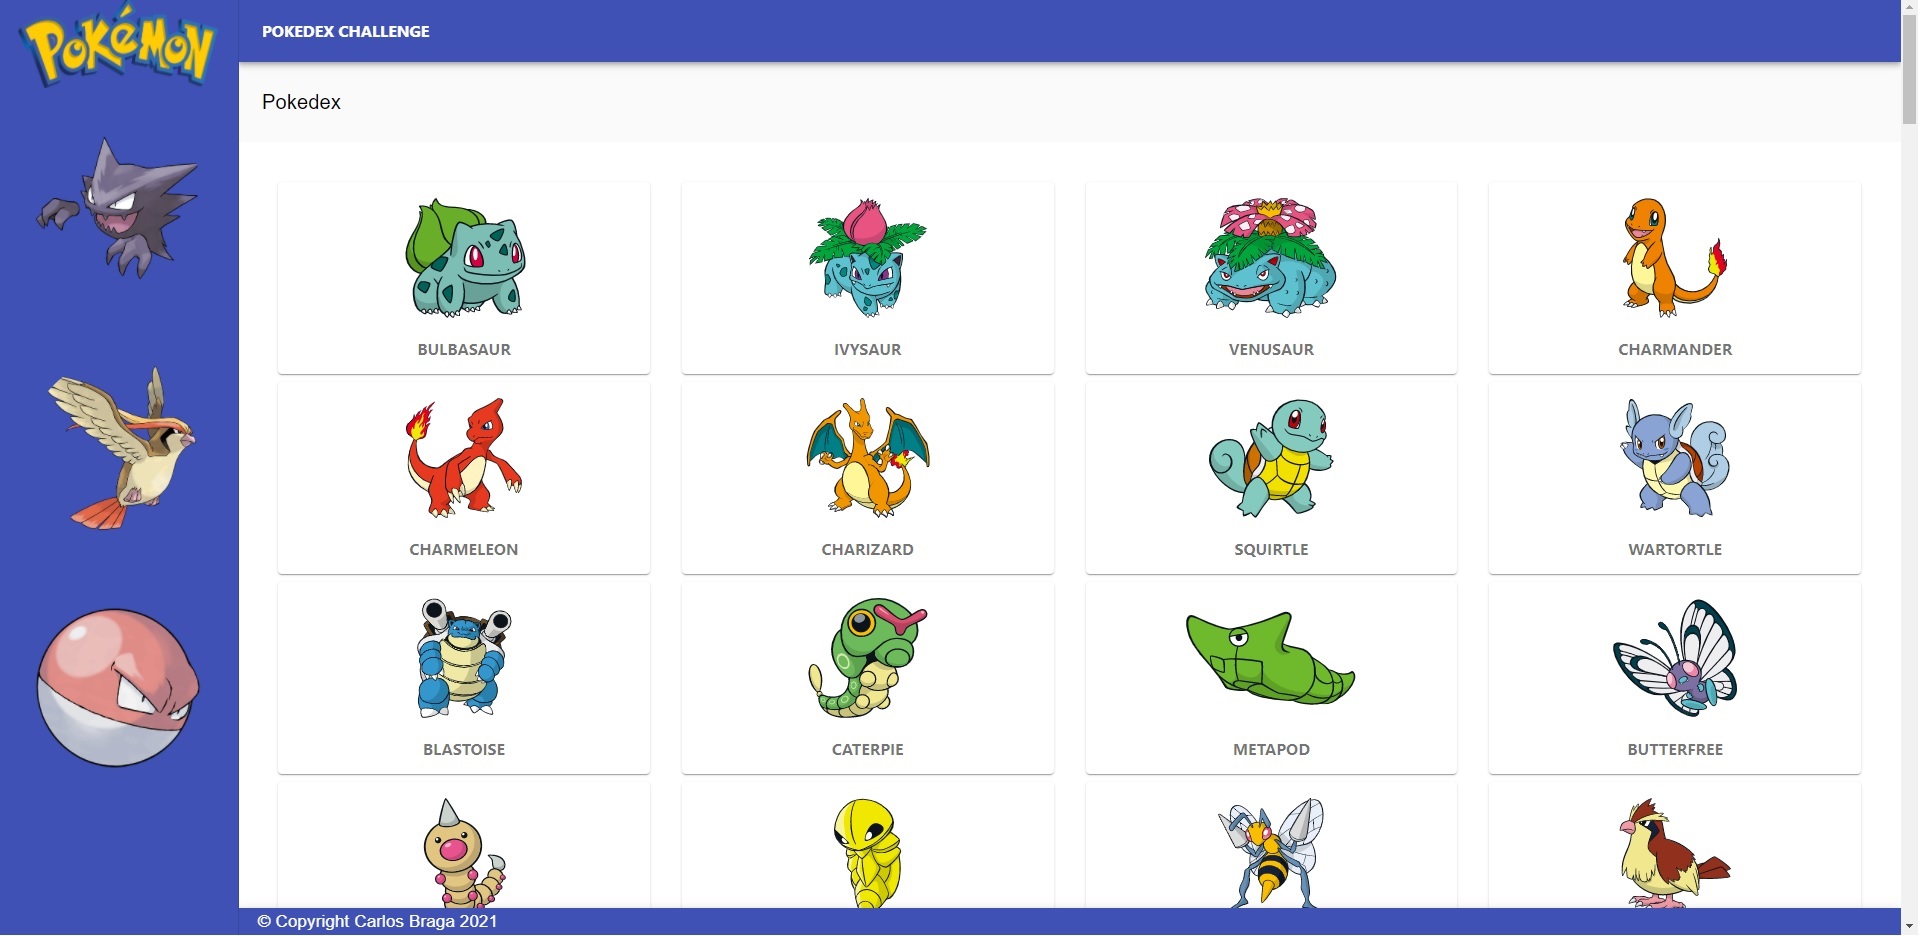 POKéMON
POKEDEX CHALLENGE
Pokedex
BULBASAUR
IVYSAUR
VENUSAUR
CHARMANDER
CHARMELEON
CHARIZARD
SQUIRTLE
WARTORTLE
BLASTOISE
CATERPIE
METAPOD
BUTTERFREE
© Copyright Carlos Braga 2021